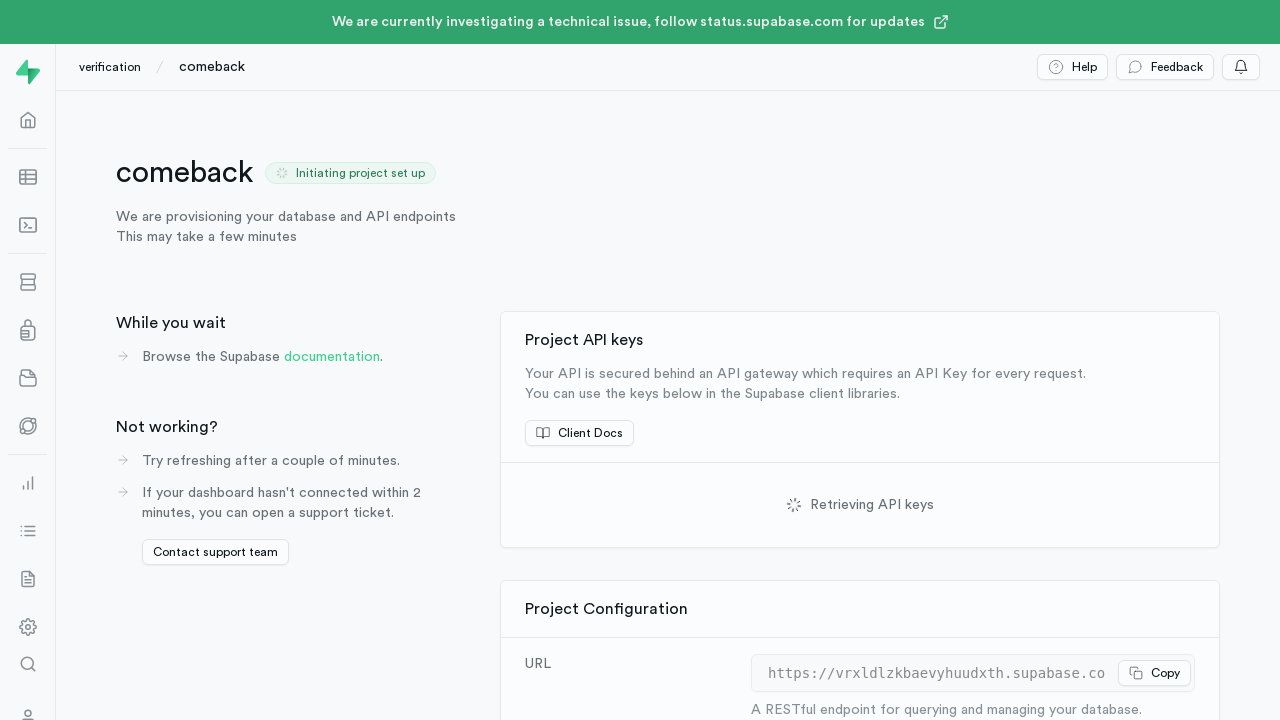 We are currently investigating a technical issue, follow status.supabase.com for updates
verification / comeback
Help
Feedback
comeback
Initiating project set up
We are provisioning your database and API endpoints
This may take a few minutes
While you wait
Browse the Supabase documentation.
Not working?
Try refreshing after a couple of minutes.
If your dashboard hasn't connected within 2
minutes, you can open a support ticket.
Contact support team
Project API keys
Your API is secured behind an API gateway which requires an API Key for every request.
You can use the keys below in the Supabase client libraries.
Client Docs
Retrieving API keys
Project Configuration
URL
https://vrxldlzkbaevyhuudxth.supabase.co
Copy
A RESTful endpoint for querying and managing your database.